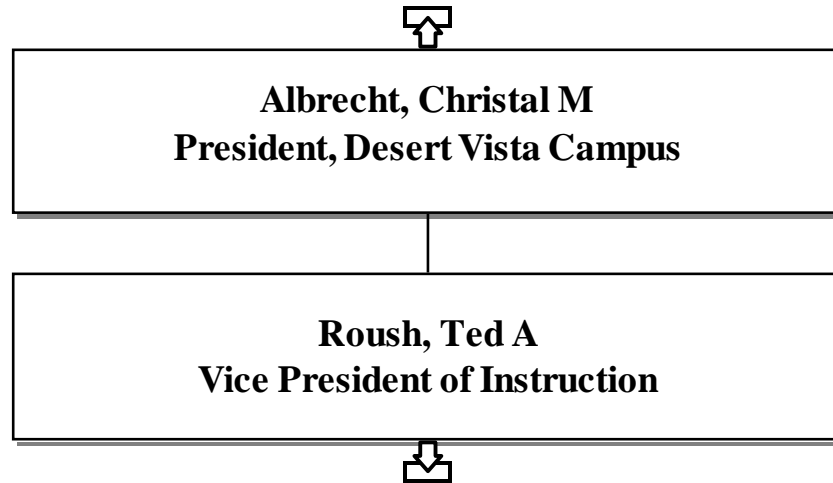 Albrecht, Christal M
President, Desert Vista Campus
Roush, Ted A
Vice President of Instruction